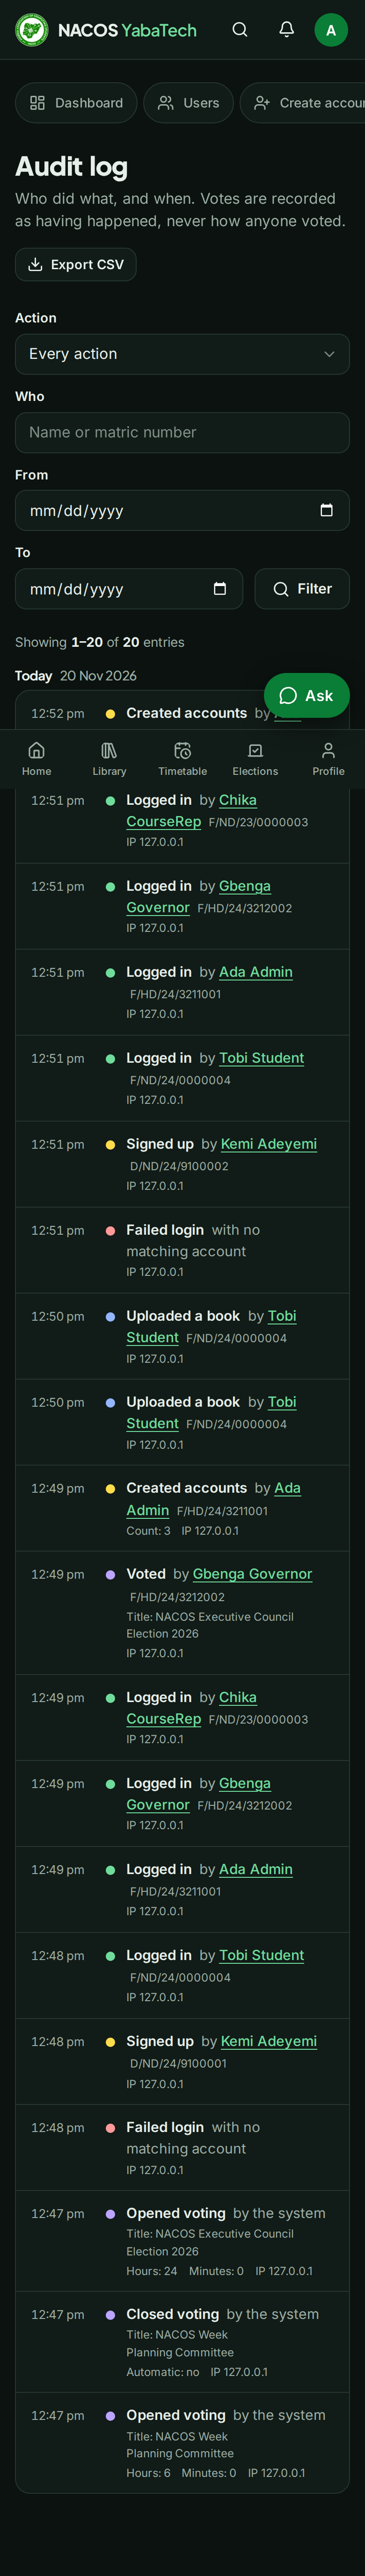 NACOS YabaTech
A
Dashboard
Users
Create accou
Audit log
Who did what, and when. Votes are recorded
as having happened, never how anyone voted.
Export CSV
Action
Every action
Who
Name or matric number
From
mm/dd/yyyy
To
mm/dd/yyyy
Filter
Showing 1–20 of 20 entries
Today 20 Nov 2026
Ask
12:52 pm Created accounts by
Home
Library
Timetable
Elections
Profile
12:51 pm Logged in by Chika
CourseRep F/ND/23/0000003
IP 127.0.0.1
12:51 pm Logged in by Gbenga
Governor F/HD/24/3212002
IP 127.0.0.1
12:51 pm Logged in by Ada Admin
F/HD/24/3211001
IP 127.0.0.1
12:51 pm Logged in by Tobi Student
F/ND/24/0000004
IP 127.0.0.1
12:51 pm Signed up by Kemi Adeyemi
D/ND/24/9100002
IP 127.0.0.1
12:51 pm Failed login with no
matching account
IP 127.0.0.1
12:50 pm Uploaded a book by Tobi
Student F/ND/24/0000004
IP 127.0.0.1
12:50 pm Uploaded a book by Tobi
Student F/ND/24/0000004
IP 127.0.0.1
12:49 pm Created accounts by Ada
Admin F/HD/24/3211001
Count: 3 IP 127.0.0.1
12:49 pm Voted by Gbenga Governor
F/HD/24/3212002
Title: NACOS Executive Council
Election 2026
IP 127.0.0.1
12:49 pm Logged in by Chika
CourseRep F/ND/23/0000003
IP 127.0.0.1
12:49 pm Logged in by Gbenga
Governor F/HD/24/3212002
IP 127.0.0.1
12:49 pm Logged in by Ada Admin
F/HD/24/3211001
IP 127.0.0.1
12:48 pm Logged in by Tobi Student
F/ND/24/0000004
IP 127.0.0.1
12:48 pm Signed up by Kemi Adeyemi
D/ND/24/9100001
IP 127.0.0.1
12:48 pm Failed login with no
matching account
IP 127.0.0.1
12:47 pm Opened voting by the system
Title: NACOS Executive Council
Election 2026
Hours: 24 Minutes: 0 IP 127.0.0.1
12:47 pm Closed voting by the system
Title: NACOS Week
Planning Committee
Automatic: no IP 127.0.0.1
12:47 pm Opened voting by the system
Title: NACOS Week
Planning Committee
Hours: 6 Minutes: 0 IP 127.0.0.1